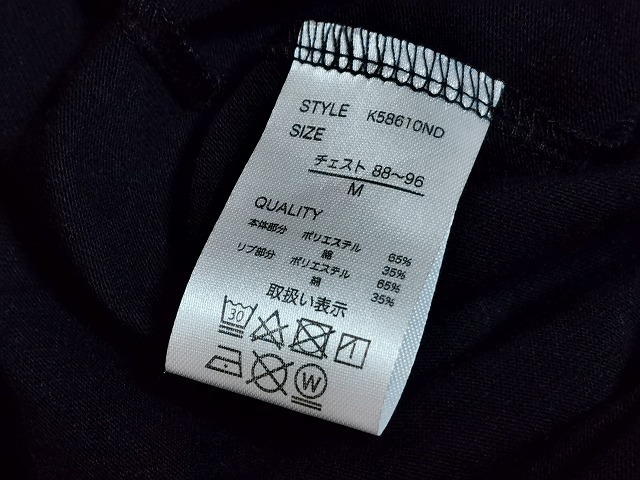 STYLE K58610ND
SIZE
チェスト 88~96
M
QUALITY
本体部分 ポリエステル 65%
綿 35%
リブ部分 ポリエステル 65%
綿 35%
取扱い表示
30
W